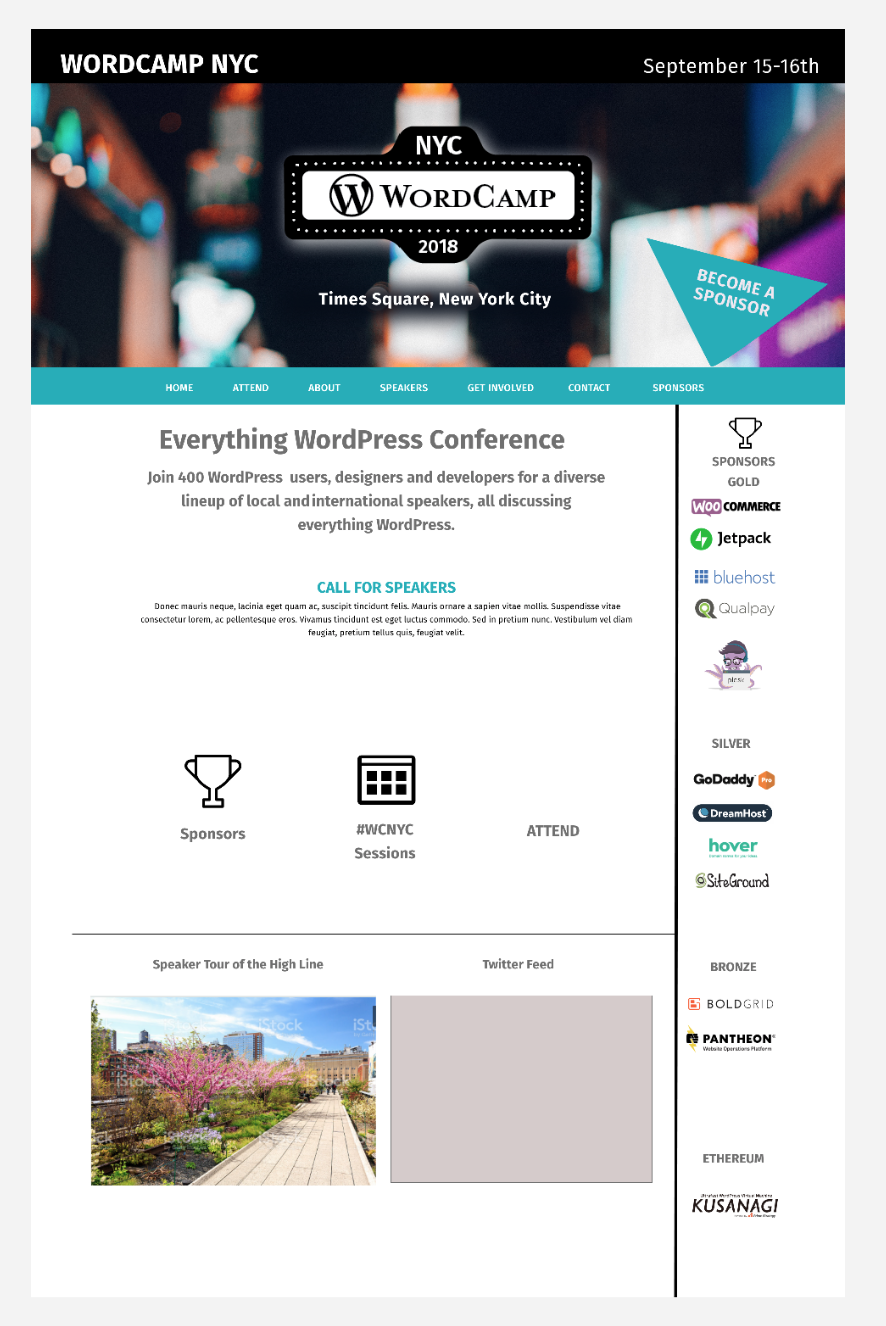 WORDCAMP NYC
September 15-16th
NYC
WORDCAMP
2018
Times Square, New York City
BECOME A
SPONSOR
HOME ATTEND ABOUT SPEAKERS GET INVOLVED CONTACT SPONSORS
Everything WordPress Conference
Join 400 WordPress users, designers and developers for a diverse
lineup of local and international speakers, all discussing
everything WordPress.
CALL FOR SPEAKERS
Donec mauris neque, lacinia eget quam ac, suscipit tincidunt felis. Mauris ornare a sapien vitae mollis. Suspendisse vitae
consectetur lorem, ac pellentesque eros. Vivamus tincidunt est eget luctus commodo. Sed in pretium nunc. Vestibulum vel diam
feugiat, pretium tellus quis, feugiat velit.
Sponsors
#WCNYC
Sessions
ATTEND
Speaker Tour of the High Line
Twitter Feed
iStock
iStock
iStock
iStock
iStock
iStock
SPONSORS
GOLD
WOO COMMERCE
Jetpack
bluehost
Qualpay
plesk
SILVER
GoDaddy Pro
DreamHost
hover
SiteGround
BRONZE
BOLDGRID
PANTHEON
Website Operations Platform
ETHEREUM
KUSANAGI